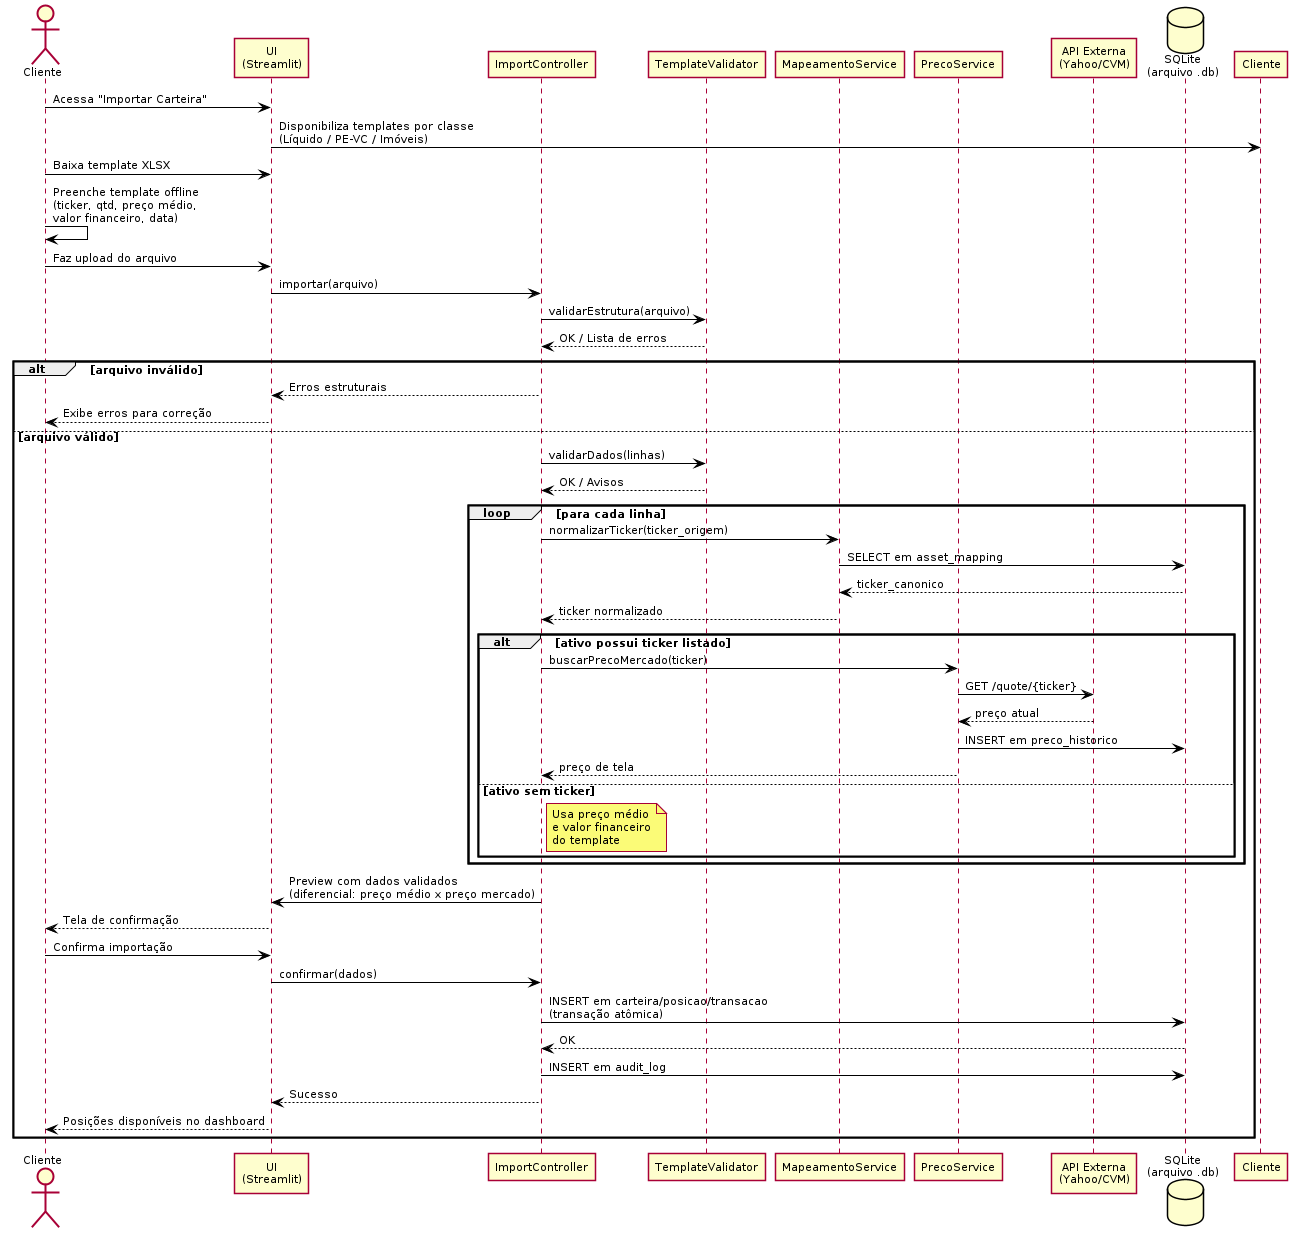 Cliente
UI
(Streamlit)
ImportController
TemplateValidator
MapeamentoService
PrecoService
API Externa
(Yahoo/CVM)
SQLite
(arquivo .db)
Cliente
Acessa "Importar Carteira"
Disponibiliza templates por classe
(Líquido / PE-VC / Imóveis)
Baixa template XLSX
Preenche template offline
(ticker, qtd, preço médio,
valor financeiro, data)
Faz upload do arquivo
importar(arquivo)
validarEstrutura(arquivo)
OK / Lista de erros
alt
[arquivo inválido]
Erros estruturais
Exibe erros para correção
[arquivo válido]
validarDados(linhas)
OK / Avisos
loop
[para cada linha]
normalizarTicker(ticker_origem)
SELECT em asset_mapping
ticker_canonico
ticker normalizado
alt
[ativo possui ticker listado]
buscarPrecoMercado(ticker)
GET /quote/{ticker}
preço atual
INSERT em preco_historico
preço de tela
[ativo sem ticker]
Usa preço médio
e valor financeiro
do template
Preview com dados validados
(diferencial: preço médio x preço mercado)
Tela de confirmação
Confirma importação
confirmar(dados)
INSERT em carteira/posicao/transacao
(transação atômica)
OK
INSERT em audit_log
Sucesso
Posições disponíveis no dashboard
Cliente
UI
(Streamlit)
ImportController
TemplateValidator
MapeamentoService
PrecoService
API Externa
(Yahoo/CVM)
SQLite
(arquivo .db)
Cliente